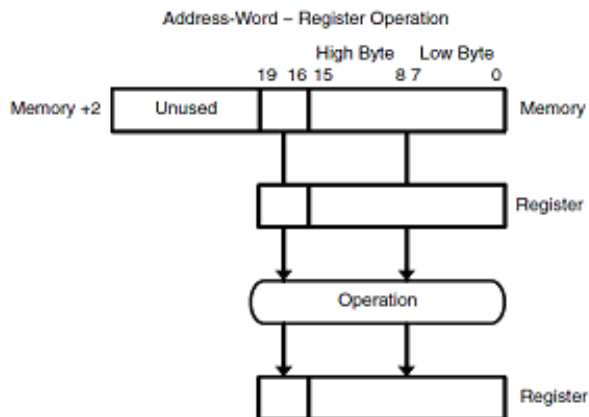 Address-Word – Register Operation
High Byte Low Byte
19 16 15 8 7 0
Memory +2 Unused Memory
Register
Operation
Register